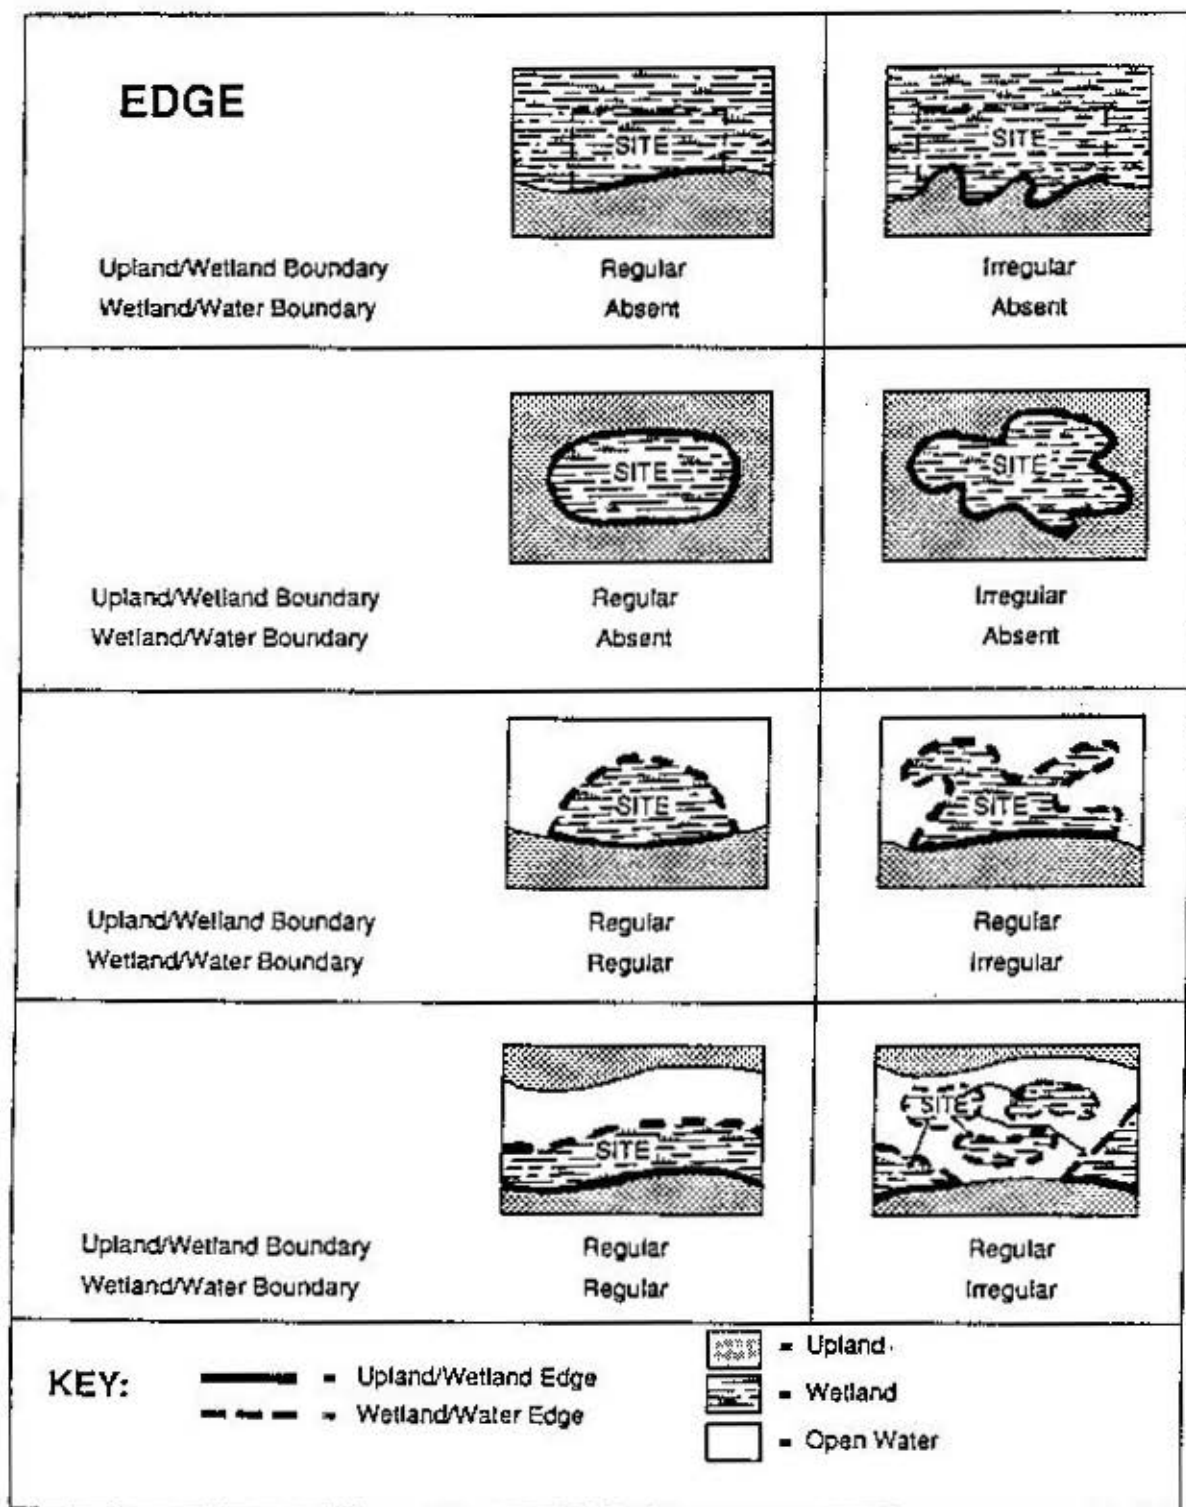 EDGE
SITE
SITE
Upland/Wetland Boundary Regular Irregular
Wetland/Water Boundary Absent Absent
SITE
SITE
Upland/Wetland Boundary Regular Irregular
Wetland/Water Boundary Absent Absent
SITE
SITE
Upland/Wetland Boundary Regular Regular
Wetland/Water Boundary Regular Irregular
SITE
SITE
Upland/Wetland Boundary Regular Regular
Wetland/Water Boundary Regular Irregular
KEY:
- Upland/Wetland Edge
- Wetland/Water Edge
- Upland
- Wetland
- Open Water